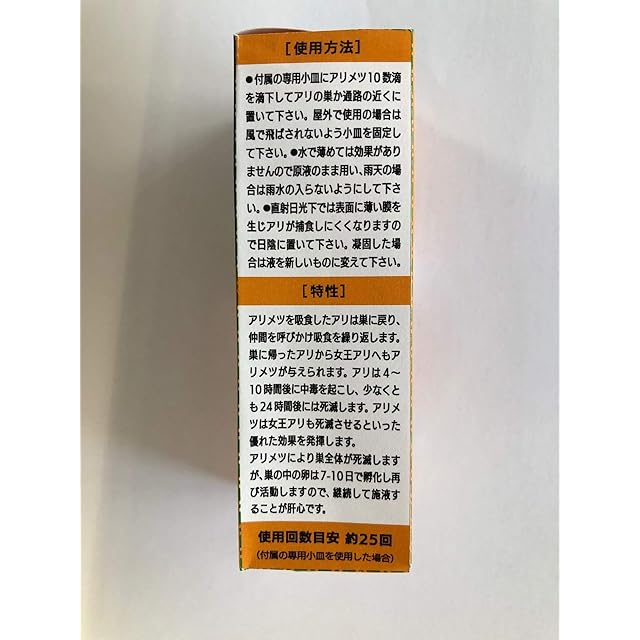 [使用方法]
●付属の専用小皿にアリメツ10数滴
を滴下してアリの巣か通路の近くに
置いて下さい。屋外で使用の場合は
風で飛ばされないよう小皿を固定し
て下さい。●水で薄めては効果があり
ませんので原液のまま用い、雨天の場
合は雨水の入らないようにして下さ
い。●直射日光下では表面に薄い膜を
生じアリが捕食しにくくなりますの
で日陰に置いて下さい。凝固した場
合は液を新しいものに変えて下さい。
[特性]
アリメツを吸食したアリは巣に戻り、
仲間を呼びかけ吸食を繰り返します。
巣に帰ったアリから女王アリへもア
リメツが与えられます。アリは4～
10時間後に中毒を起こし、少なくと
も24時間後には死滅します。アリメ
ツは女王アリも死滅させるといった
優れた効果を発揮します。
アリメツにより巣全体が死滅します
が、巣の中の卵は7-10日で孵化し再
び活動しますので、継続して施液す
ることが肝心です。
使用回数目安 約25回
(付属の専用小皿を使用した場合)